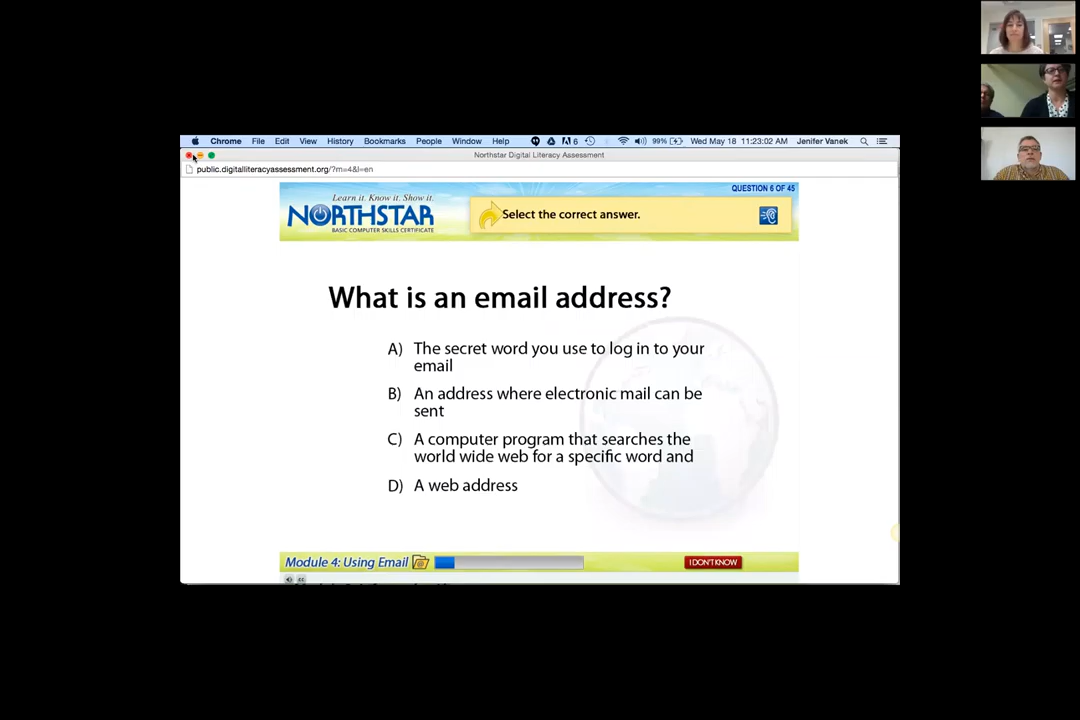 Chrome File Edit View History Bookmarks People Window Help 6 99% Wed May 18 11:23:02 AM Jenifer Vanek
Northstar Digital Literacy Assessment
public.digitalliteracyassessment.org/?m=4&l=en
QUESTION 6 OF 45
Learn it. Know it. Show it.
NORTHSTAR
BASIC COMPUTER SKILLS CERTIFICATE
Select the correct answer.
What is an email address?
A) The secret word you use to log in to your
email
B) An address where electronic mail can be
sent
C) A computer program that searches the
world wide web for a specific word and
D) A web address
Module 4: Using Email
I DON'T KNOW